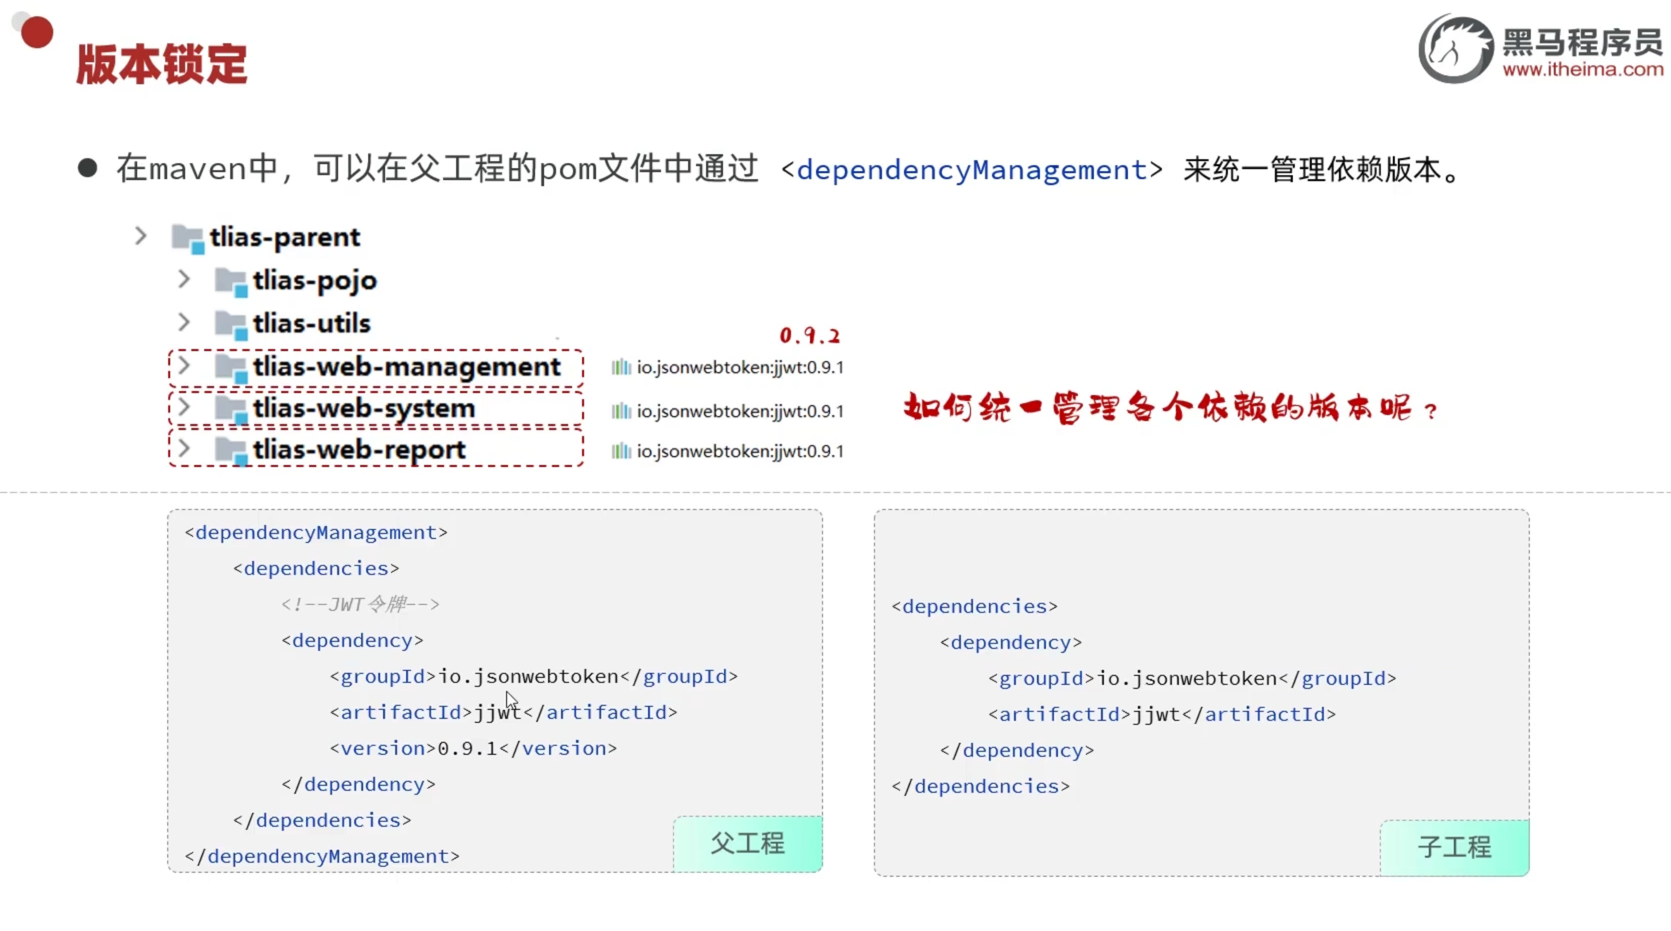 版本锁定
黑马程序员
www.itheima.com
在maven中，可以在父工程的pom文件中通过 <dependencyManagement> 来统一管理依赖版本。
tlias-parent
tlias-pojo
tlias-utils
0.9.2
tlias-web-management io.jsonwebtoken:jjwt:0.9.1
tlias-web-system io.jsonwebtoken:jjwt:0.9.1
如何统一管理各个依赖的版本呢？
tlias-web-report io.jsonwebtoken:jjwt:0.9.1
<dependencyManagement>
<dependencies>
<!--JWT令牌-->
<dependency>
<groupId>io.jsonwebtoken</groupId>
<artifactId>jjwt</artifactId>
<version>0.9.1</version>
</dependency>
</dependencies>
</dependencyManagement>
父工程
<dependencies>
<dependency>
<groupId>io.jsonwebtoken</groupId>
<artifactId>jjwt</artifactId>
</dependency>
</dependencies>
子工程